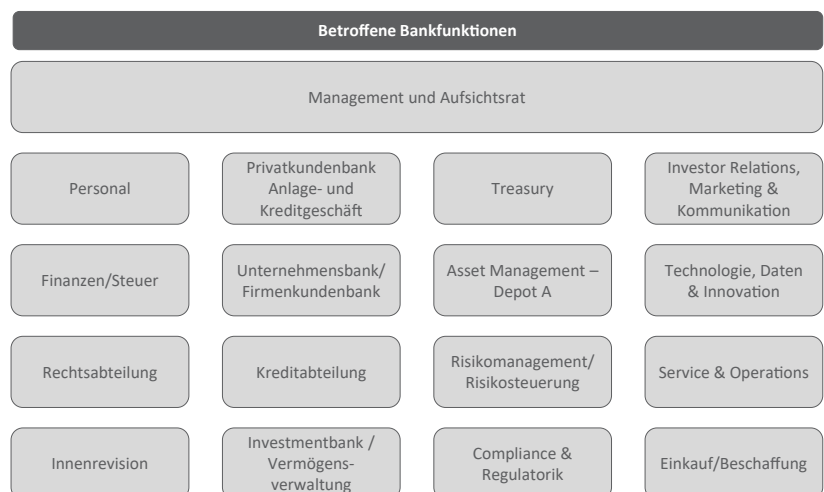 Betroffene Bankfunktionen
Management und Aufsichtsrat
Personal
Privatkundenbank
Anlage- und
Kreditgeschäft
Treasury
Investor Relations,
Marketing &
Kommunikation
Finanzen/Steuer
Unternehmensbank/
Firmenkundenbank
Asset Management –
Depot A
Technologie, Daten
& Innovation
Rechtsabteilung
Kreditabteilung
Risikomanagement/
Risikosteuerung
Service & Operations
Innenrevision
Investmentbank /
Vermögens-
verwaltung
Compliance &
Regulatorik
Einkauf/Beschaffung